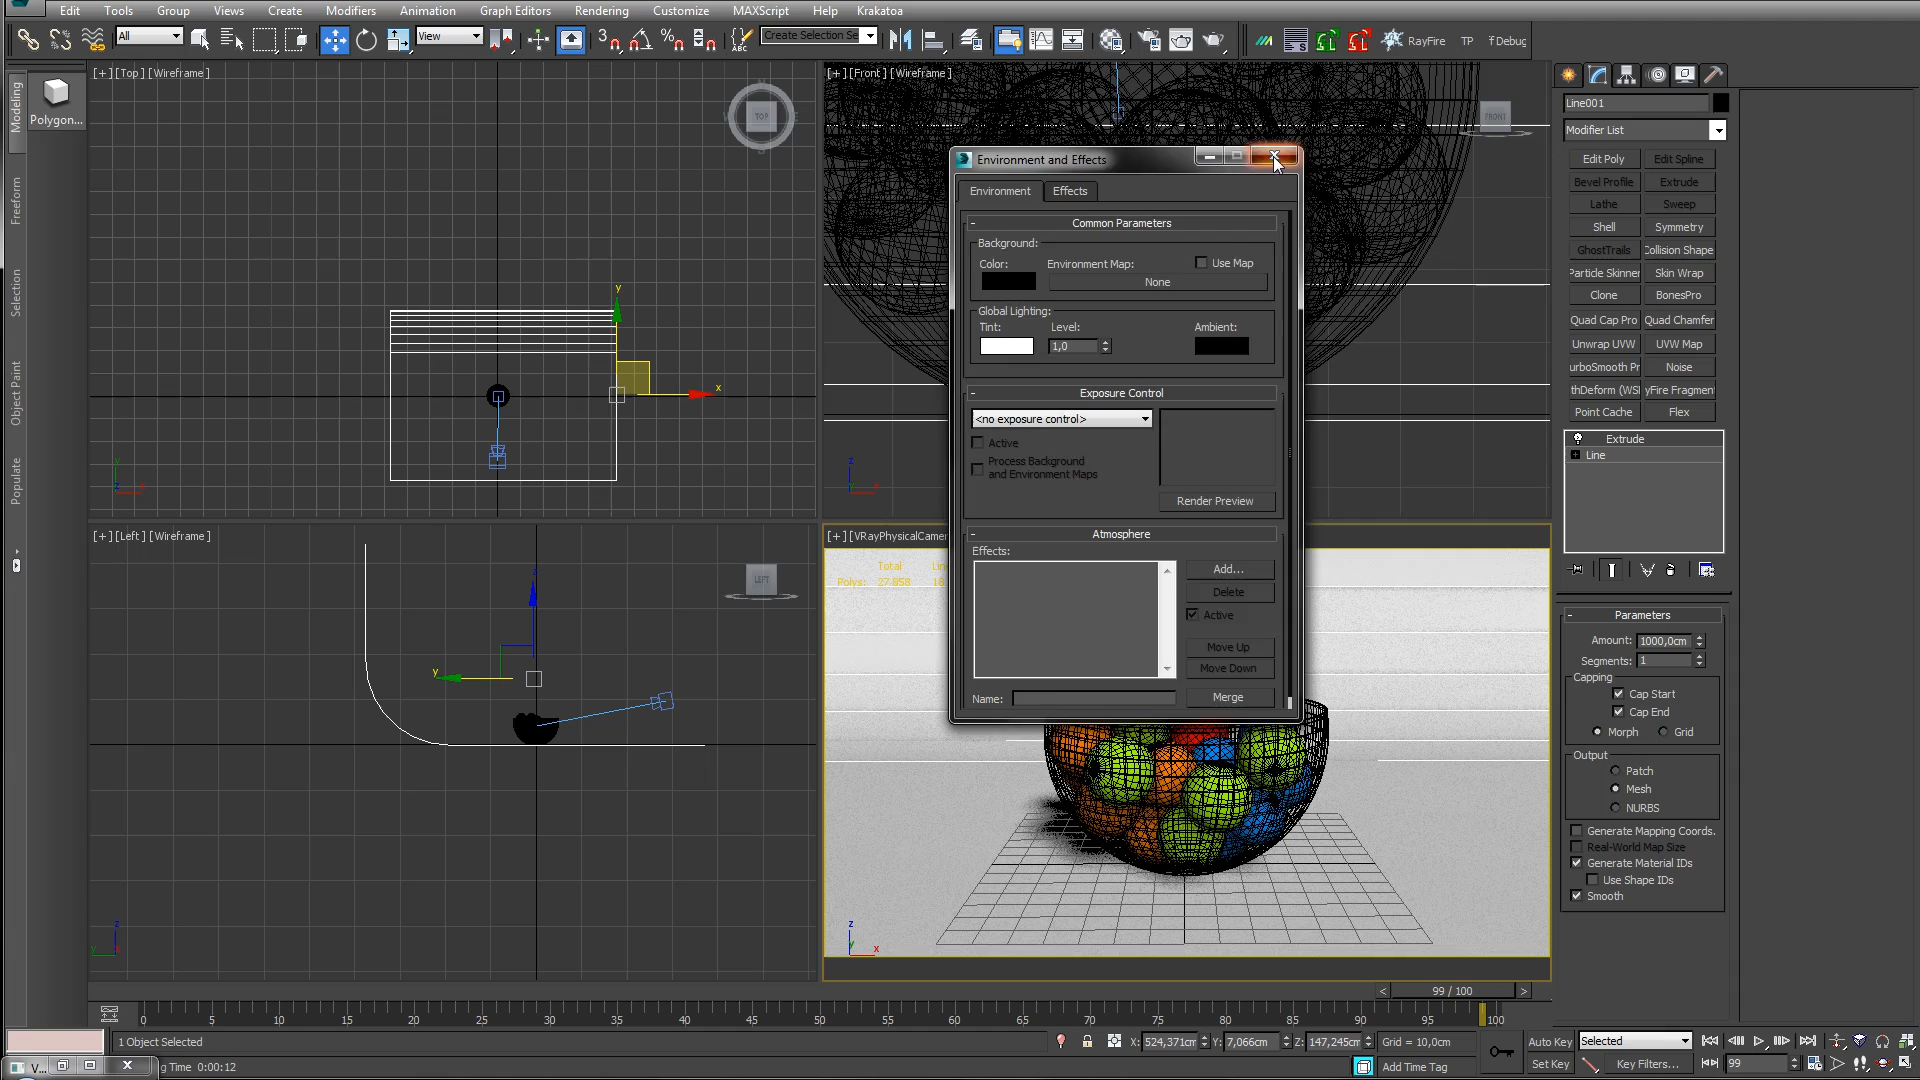 Edit Tools Group Views Create Modifiers Animation Graph Editors Rendering Customize MAXScript Help Krakatoa
All View 3 % Create Selection Se RayFire TP fDebug
Modeling
Freeform
Selection
Object Paint
Populate
Polygon...
[+] [Top] [Wireframe]
TOP
y
x
[+] [Front] [Wireframe]
FRONT
[+] [Left] [Wireframe]
LEFT
z
y
[+] [VRayPhysicalCamer
Total
Polys: 27 858
Environment and Effects
Environment Effects
- Common Parameters
Background:
Color: Environment Map: Use Map
None
Global Lighting:
Tint: Level: Ambient:
1,0
- Exposure Control
<no exposure control>
Active
Process Background
and Environment Maps
Render Preview
- Atmosphere
Effects:
Add...
Delete
Active
Move Up
Move Down
Name: Merge
Line001
Modifier List
Edit Poly Edit Spline
Bevel Profile Extrude
Lathe Sweep
Shell Symmetry
GhostTrails Collision Shape
Particle Skinner Skin Wrap
Clone BonesPro
Quad Cap Pro Quad Chamfer
Unwrap UVW UVW Map
urboSmooth Pr Noise
thDeform (WSI yFire Fragmen
Point Cache Flex
Extrude
Line
- Parameters
Amount: 1000,0cm
Segments: 1
Capping
Cap Start
Cap End
Morph Grid
Output
Patch
Mesh
NURBS
Generate Mapping Coords.
Real-World Map Size
Generate Material IDs
Use Shape IDs
Smooth
< 99 / 100 >
0 5 10 15 20 25 30 35 40 45 50 55 60 65 70 75 80 85 90 95 100
1 Object Selected
X: 524,371cm Y: 7,066cm Z: 147,245cm Grid = 10,0cm
Auto Key Selected
V... g Time 0:00:12
Add Time Tag
Set Key Key Filters... 99